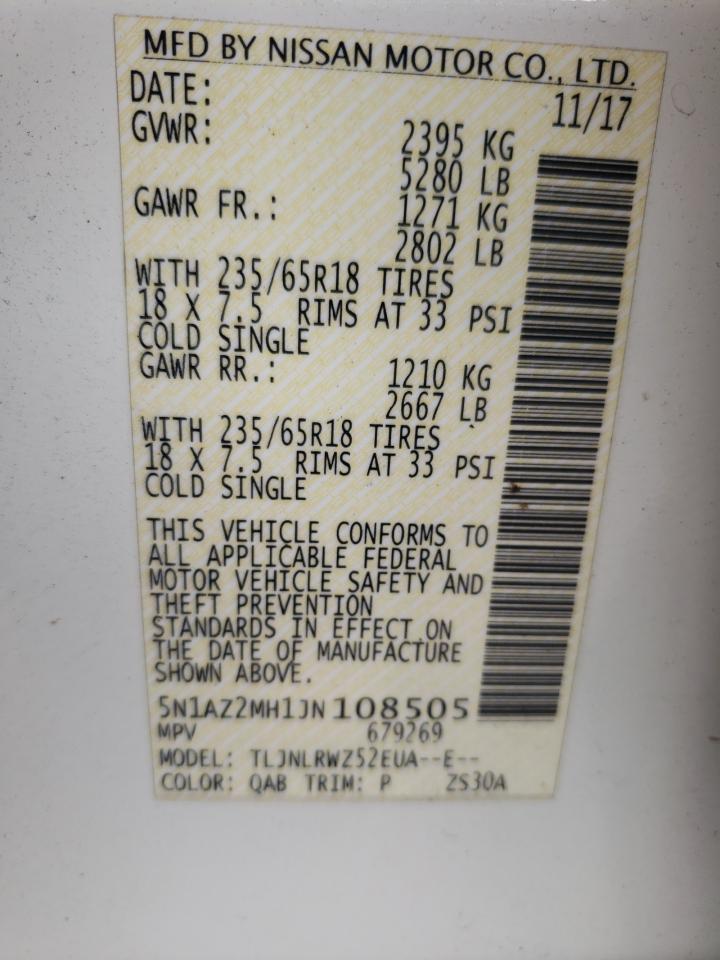 MFD BY NISSAN MOTOR CO., LTD.
DATE: 11/17
GVWR: 2395 KG
5280 LB
GAWR FR.: 1271 KG
2802 LB
WITH 235/65R18 TIRES
18 X 7.5 RIMS AT 33 PSI
COLD SINGLE
GAWR RR.: 1210 KG
2667 LB
WITH 235/65R18 TIRES
18 X 7.5 RIMS AT 33 PSI
COLD SINGLE
THIS VEHICLE CONFORMS TO
ALL APPLICABLE FEDERAL
MOTOR VEHICLE SAFETY AND
THEFT PREVENTION
STANDARDS IN EFFECT ON
THE DATE OF MANUFACTURE
SHOWN ABOVE.
5N1AZ2MH1JN108505
MPV 679269
MODEL: TLJNLRWZ52EUA--E--
COLOR: QAB TRIM: P ZS30A